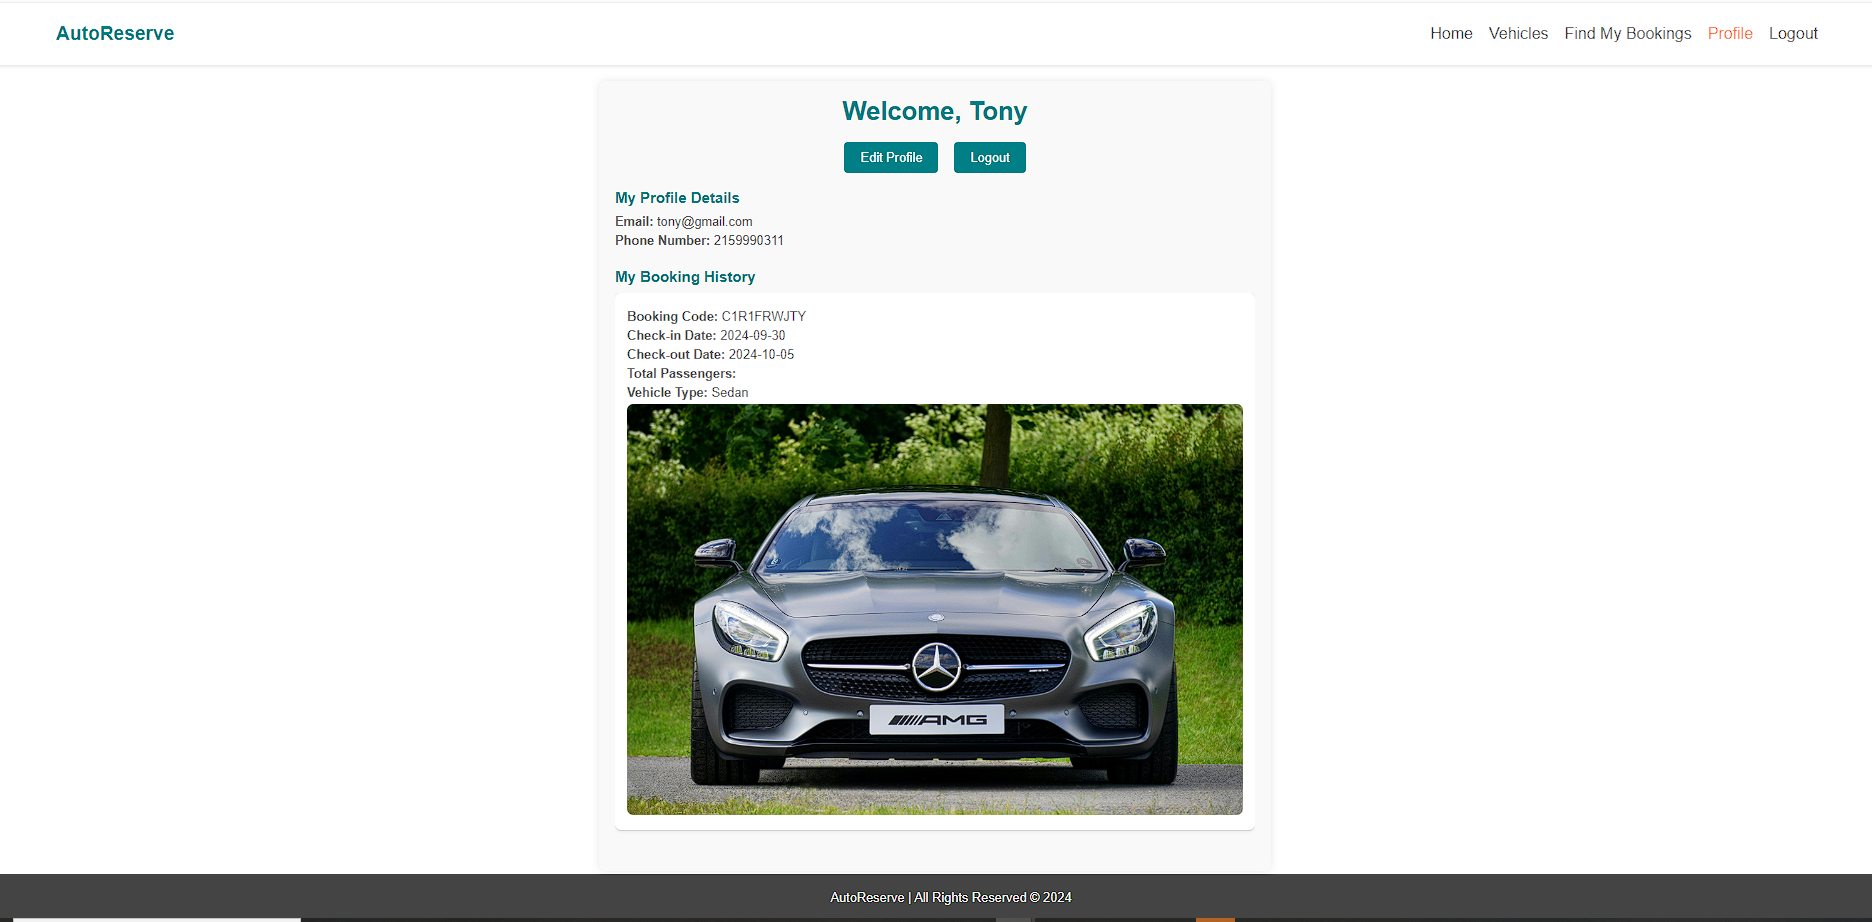 AutoReserve
Home Vehicles Find My Bookings Profile Logout
Welcome, Tony
Edit Profile Logout
My Profile Details
Email: tony@gmail.com
Phone Number: 2159990311
My Booking History
Booking Code: C1R1FRWJTY
Check-in Date: 2024-09-30
Check-out Date: 2024-10-05
Total Passengers:
Vehicle Type: Sedan
AMG
AutoReserve | All Rights Reserved © 2024